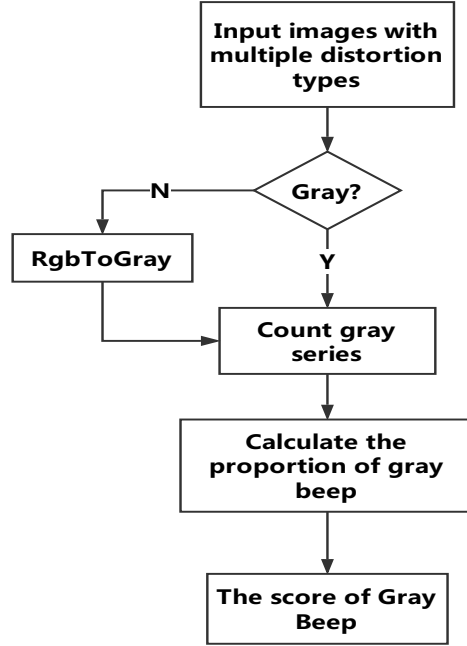 Input images with
multiple distortion
types
Gray?
N
RgbToGray
Y
Count gray
series
Calculate the
proportion of gray
beep
The score of Gray
Beep